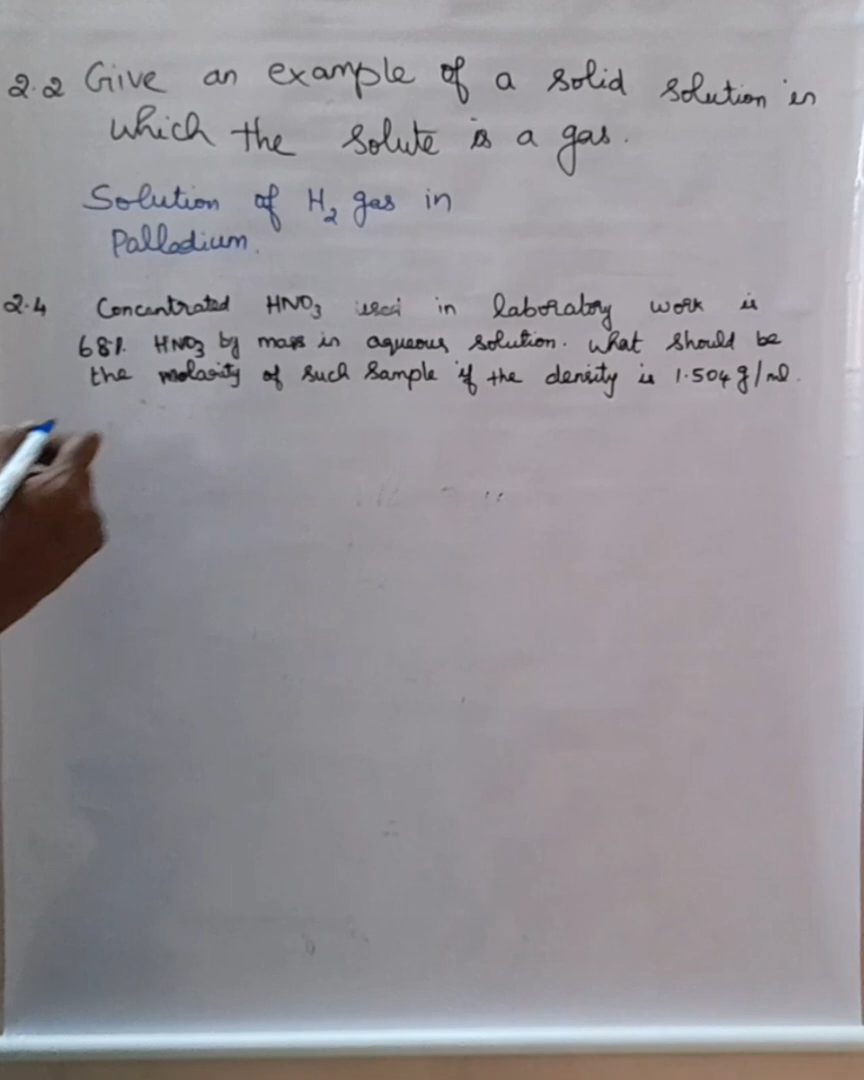 2.2 Give an example of a solid solution in
which the solute is a gas.
Solution of H₂ gas in
Palladium.
2.4 Concentrated HNO₃ used in laboratory work is
68% HNO₃ by mass in aqueous solution. What should be
the molarity of such sample if the density is 1.504 g/ml.